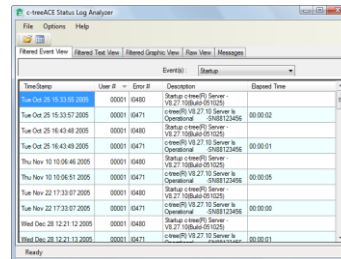 c-treeACE Status Log Analyzer
File Options Help
Filtered Event View Filtered Text View Filtered Graphic View Raw View Messages
Event(s): Startup
TimeStamp User # Error # Description Elapsed Time
Tue Oct 25 15:33:55 2005 00001 I0480 Startup c-tree(R) Server -
V8.27.10(Build-051025)
Tue Oct 25 15:33:57 2005 00001 I0471 c-tree(R) V8.27.10 Server Is
Operational -SN88123456 00:00:02
Tue Oct 25 16:43:48 2005 00001 I0480 Startup c-tree(R) Server -
V8.27.10(Build-051025)
Tue Oct 25 16:43:49 2005 00001 I0471 c-tree(R) V8.27.10 Server Is
Operational -SN88123456 00:00:01
Thu Nov 10 10:06:46 2005 00001 I0480 Startup c-tree(R) Server -
V8.27.10(Build-051025)
Thu Nov 10 10:06:51 2005 00001 I0471 c-tree(R) V8.27.10 Server Is
Operational -SN88123456 00:00:05
Tue Nov 22 17:33:07 2005 00001 I0480 Startup c-tree(R) Server -
V8.27.10(Build-051025)
Tue Nov 22 17:33:07 2005 00001 I0471 c-tree(R) V8.27.10 Server Is
Operational -SN88123456 00:00:00
Wed Dec 28 12:21:12 2005 00001 I0480 Startup c-tree(R) Server -
V8.27.10(Build-051025)
Wed Dec 28 12:21:13 2005 00001 I0471 c-tree(R) V8.27.10 Server Is
Operational -SN88123456 00:00:01
Ready